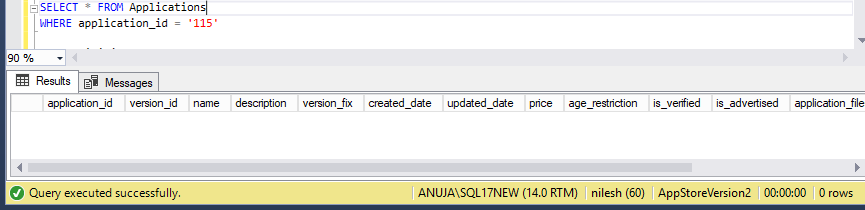 SELECT * FROM Applications
WHERE application_id = '115'
90 %
Results Messages
application_id version_id name description version_fix created_date updated_date price age_restriction is_verified is_advertised application_file
Query executed successfully. ANUJA\SQL17NEW (14.0 RTM) nilesh (60) AppStoreVersion2 00:00:00 0 rows